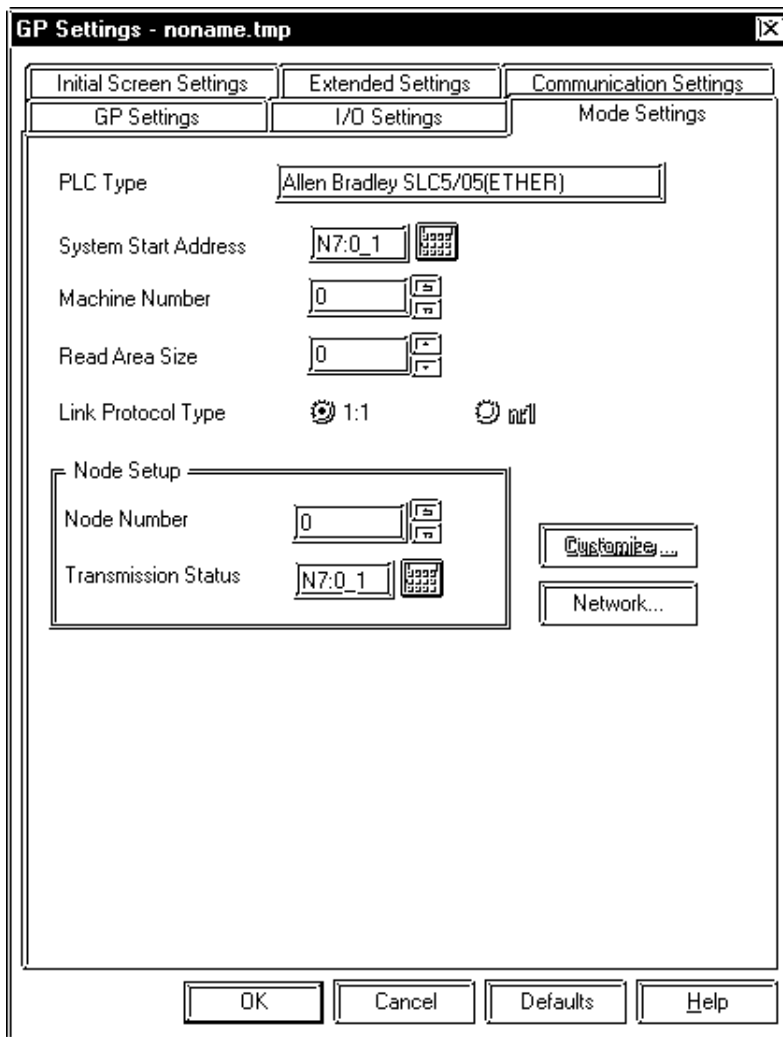 GP Settings - noname.tmp
Initial Screen Settings Extended Settings Communication Settings
GP Settings I/O Settings Mode Settings
PLC Type Allen Bradley SLC5/05(ETHER)
System Start Address N7:0_1
Machine Number 0
Read Area Size 0
Link Protocol Type 1:1
Node Setup
Node Number 0
Transmission Status N7:0_1
Customize...
Network...
OK Cancel Defaults Help